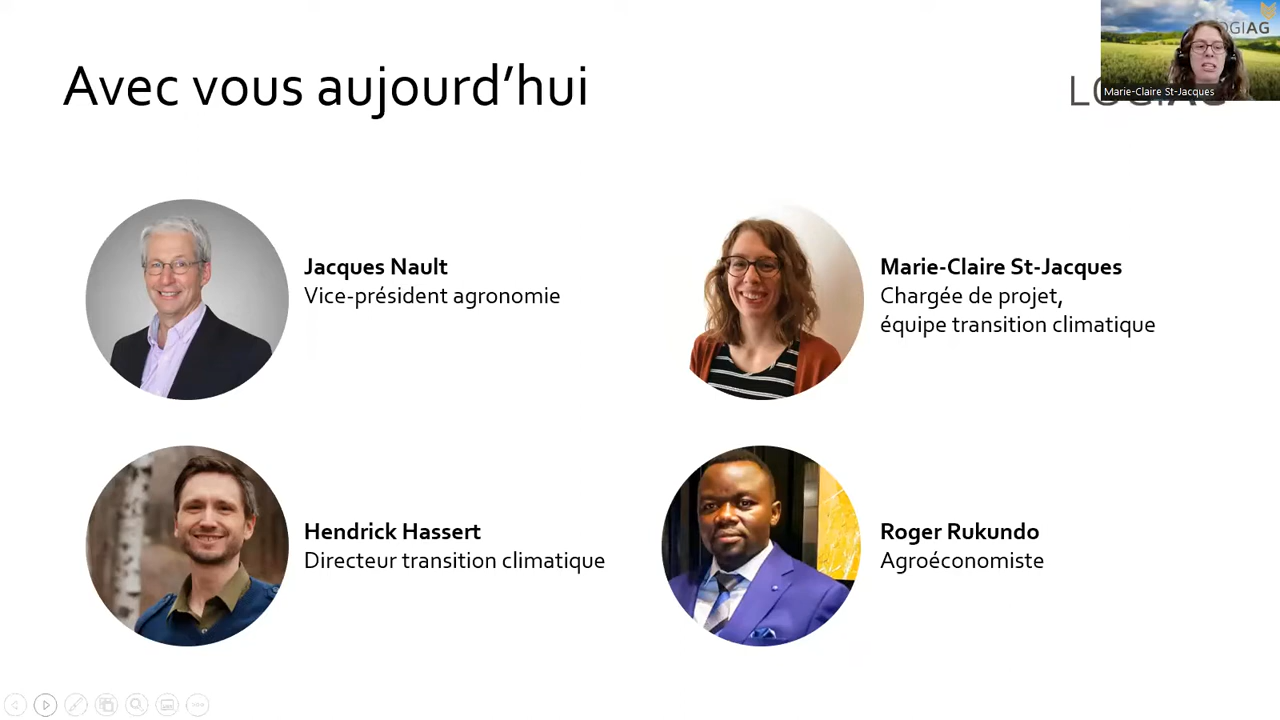 Avec vous aujourd'hui
LOGIAG
Marie-Claire St-Jacques
Jacques Nault
Vice-président agronomie
Marie-Claire St-Jacques
Chargée de projet,
équipe transition climatique
Hendrick Hassert
Directeur transition climatique
Roger Rukundo
Agroéconomiste